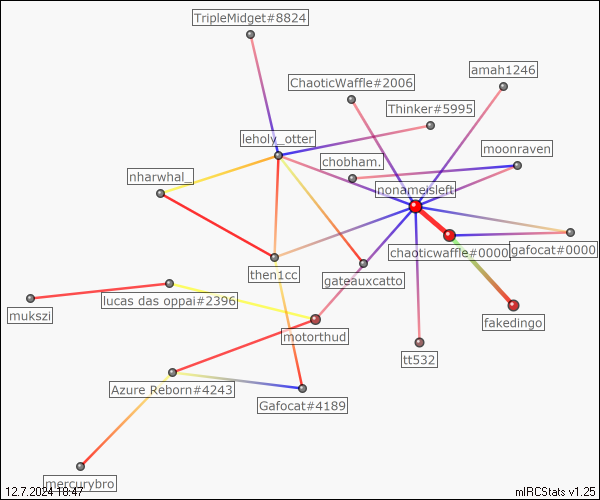 TripleMidget#8824
ChaoticWaffle#2006
amah1246
Thinker#5995
leholy_otter
chobham.
moonraven
nharwhal_
nonameisleft
chaoticwaffle#0000
gafocat#0000
then1cc
gateauxcatto
lucas das oppai#2396
mukszi
motorthud
fakedingo
tt532
Azure Reborn#4243
Gafocat#4189
mercurybro
12.7.2024 10:47
mIRCStats v1.25